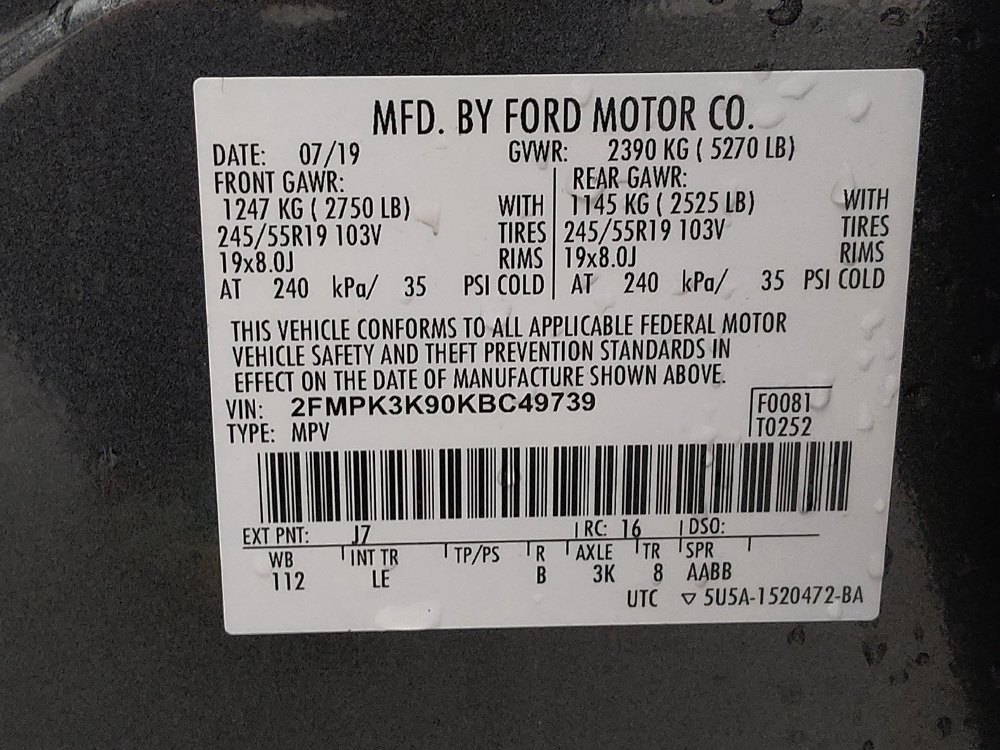 MFD. BY FORD MOTOR CO.
DATE: 07/19 GVWR: 2390 KG ( 5270 LB)
FRONT GAWR: REAR GAWR:
1247 KG ( 2750 LB) WITH 1145 KG ( 2525 LB) WITH
245/55R19 103V TIRES 245/55R19 103V TIRES
19x8.0J RIMS 19x8.0J RIMS
AT 240 kPa/ 35 PSI COLD AT 240 kPa/ 35 PSI COLD
THIS VEHICLE CONFORMS TO ALL APPLICABLE FEDERAL MOTOR
VEHICLE SAFETY AND THEFT PREVENTION STANDARDS IN
EFFECT ON THE DATE OF MANUFACTURE SHOWN ABOVE.
VIN: 2FMPK3K90KBC49739 F0081
TYPE: MPV T0252
EXT PNT: J7 RC: 16 DSO:
WB INT TR TP/PS R AXLE TR SPR
112 LE B 3K 8 AABB
UTC ▽ 5U5A-1520472-BA